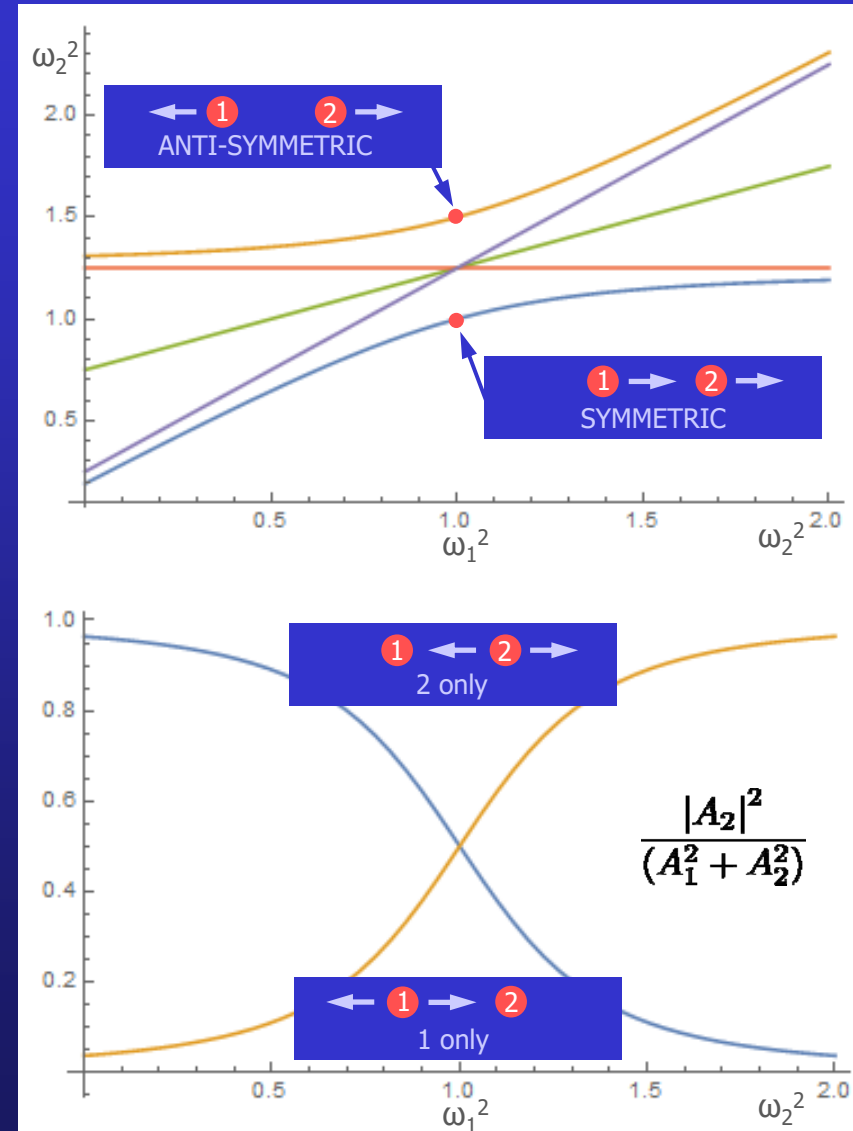 ω₂²
2.0
1.5
1.0
0.5
1 2
ANTI-SYMMETRIC
1 2
SYMMETRIC
0.5 1.0 1.5 2.0
ω₁² ω₂²
1.0
0.8
0.6
0.4
0.2
1 2
2 only
|A₂|²
(A₁² + A₂²)
1 2
1 only
0.5 1.0 1.5 2.0
ω₁² ω₂²